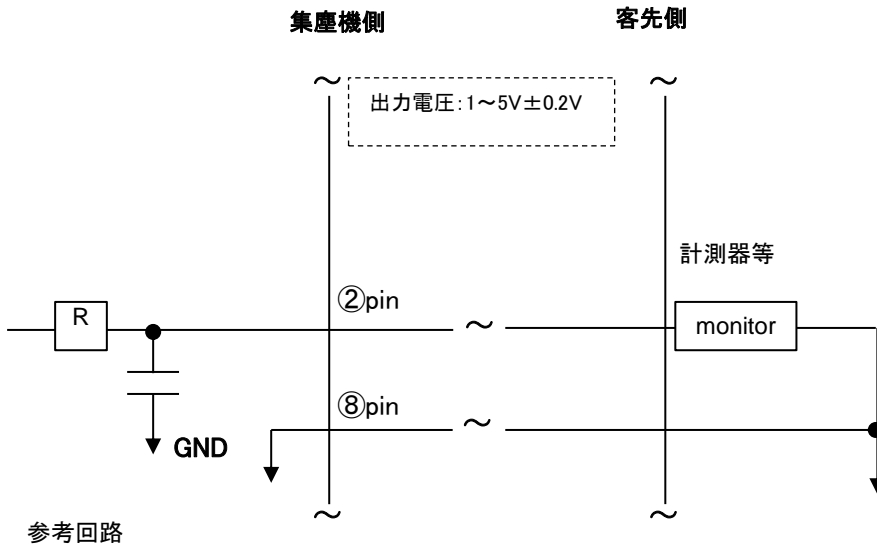 集塵機側
客先側
出力電圧：1～5V±0.2V
計測器等
②pin
R
monitor
⑧pin
GND
参考回路